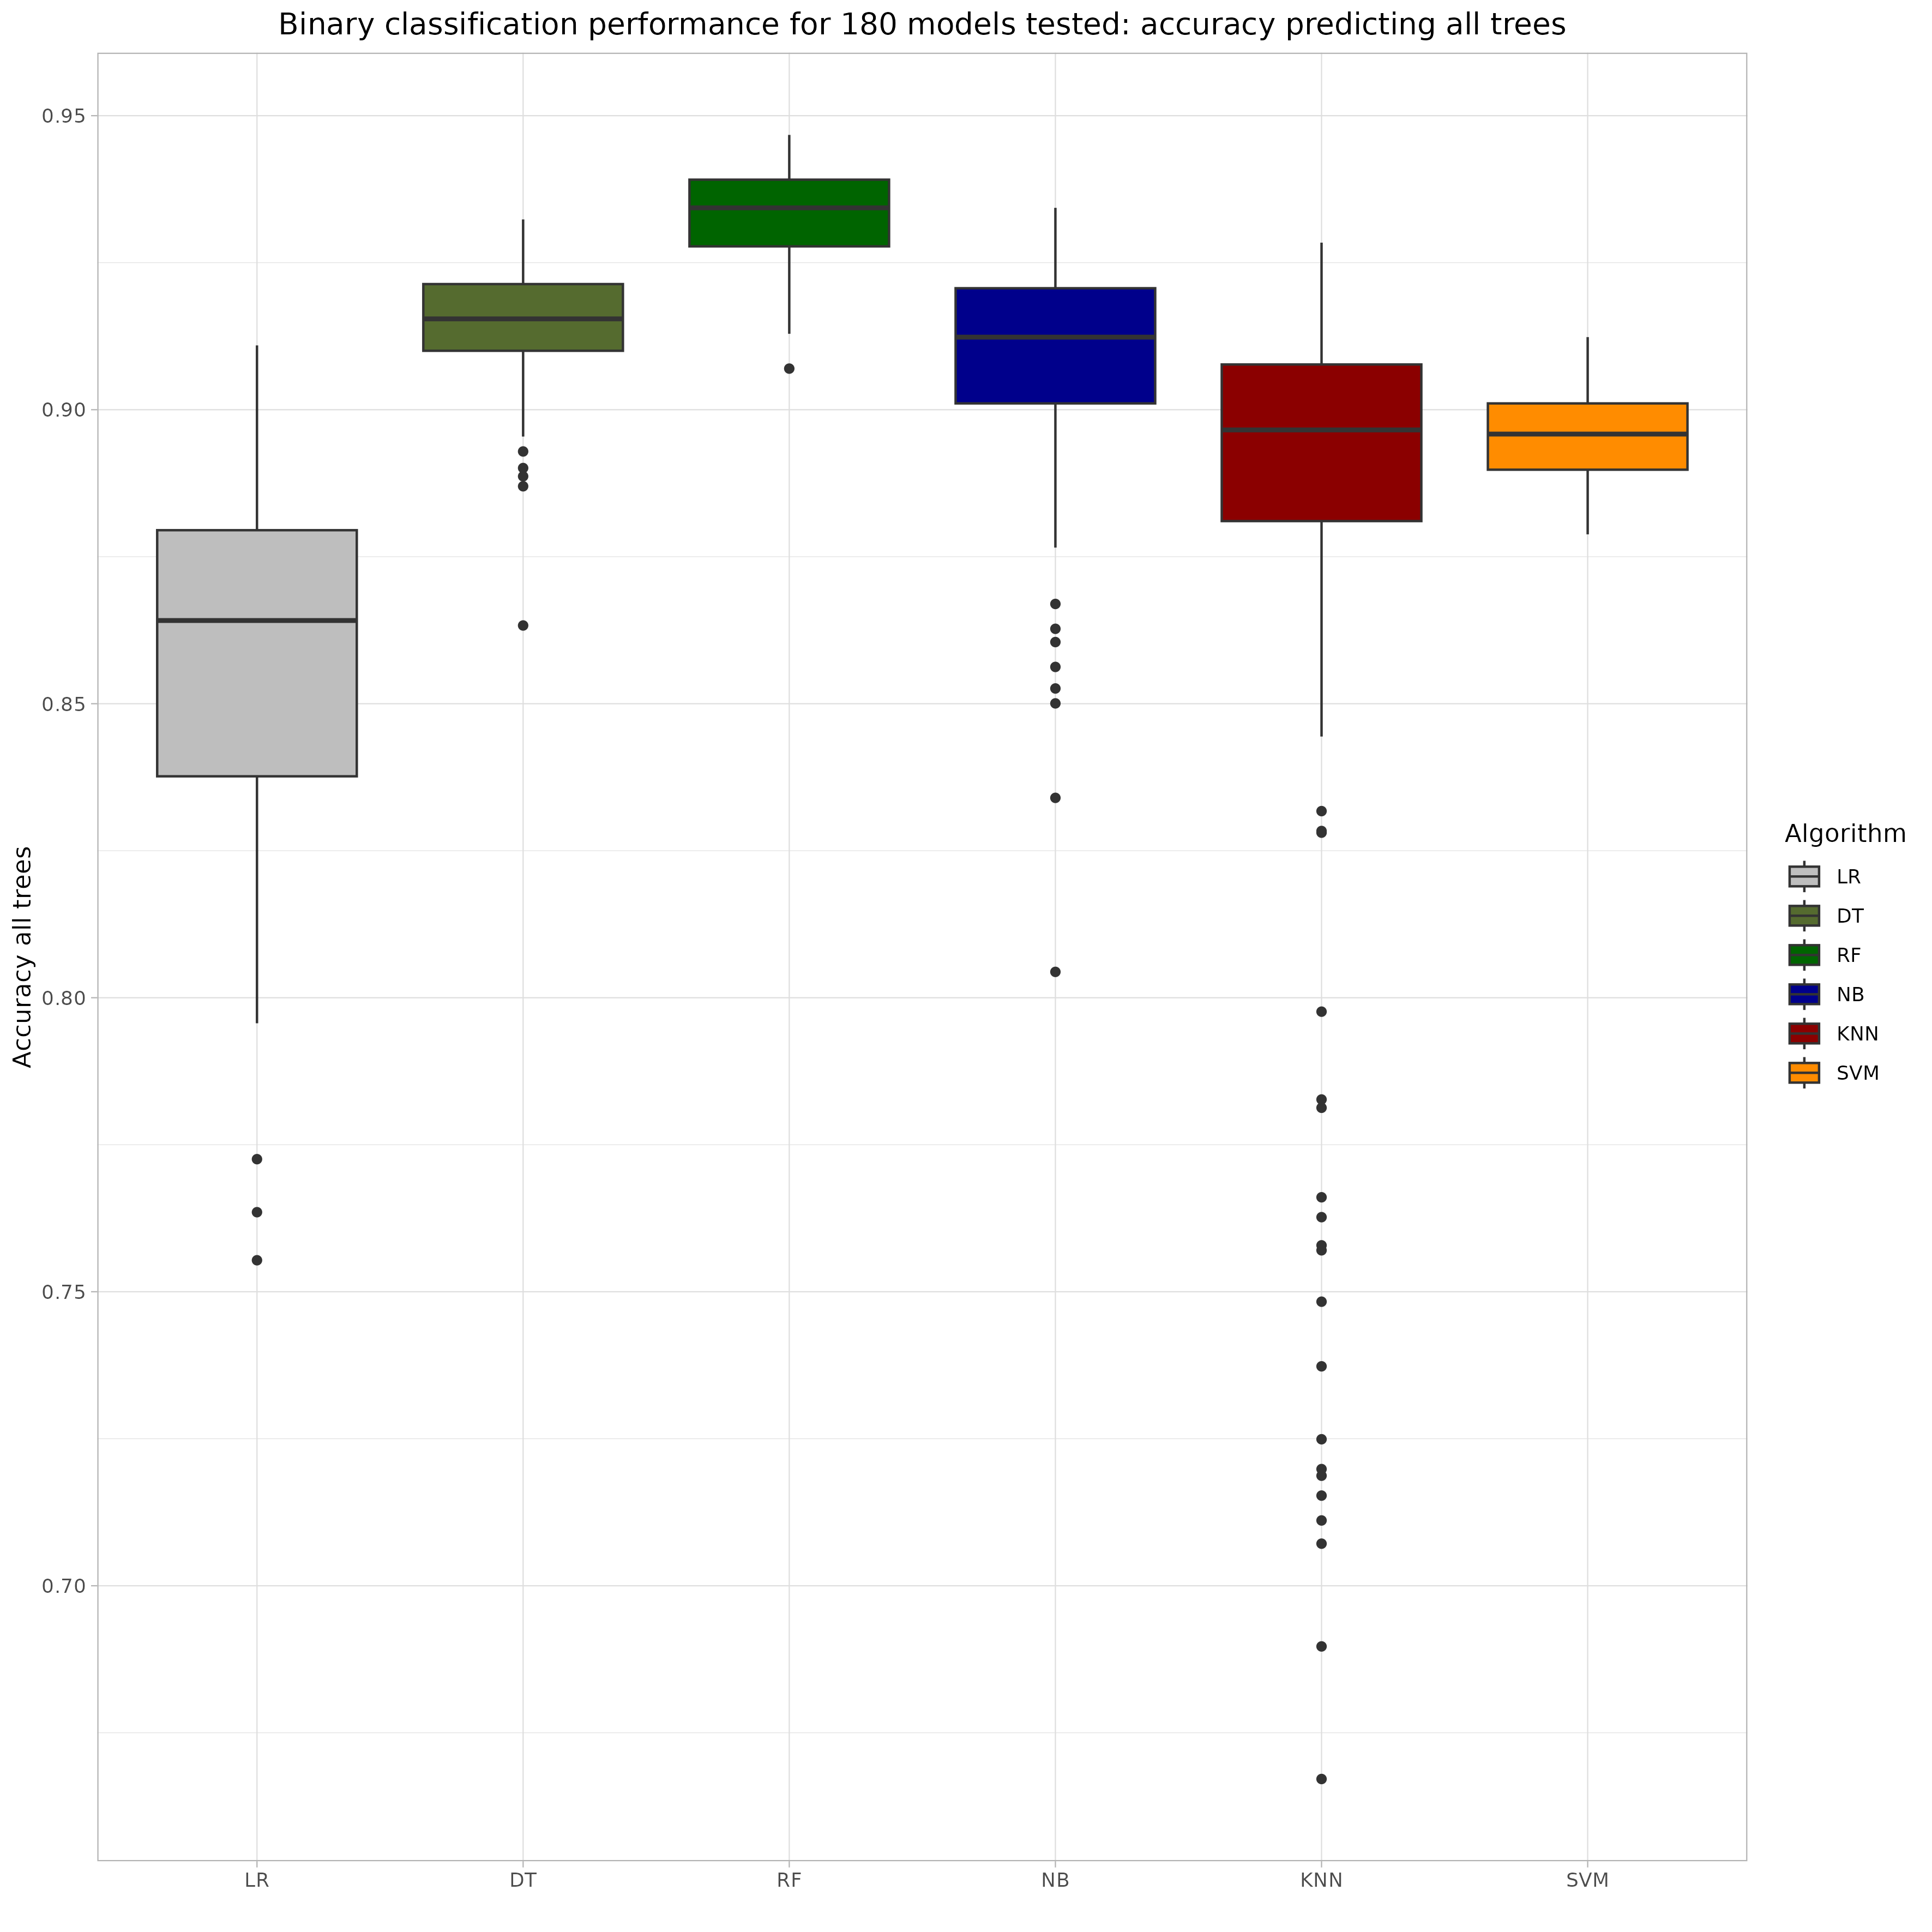 Binary classification performance for 180 models tested: accuracy predicting all trees
Accuracy all trees
0.95
0.90
0.85
0.80
0.75
0.70
LR
DT
RF
NB
KNN
SVM
Algorithm
LR
DT
RF
NB
KNN
SVM